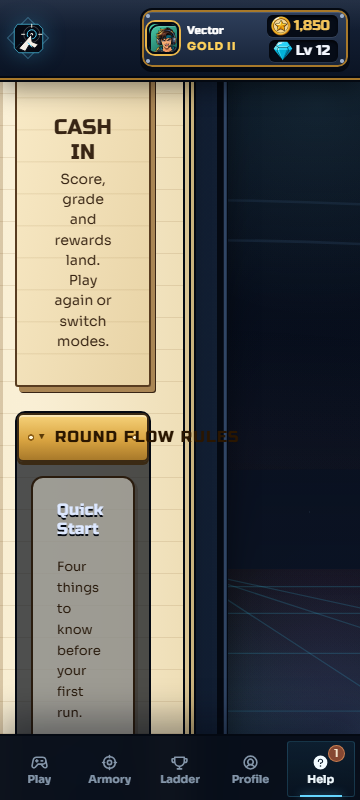 Vector
GOLD II
1,850
Lv 12
CASH
IN
Score,
grade
and
rewards
land.
Play
again or
switch
modes.
▼ ROUND FLOW RULES
Quick
Start
Four
things
to
know
before
your
first
run.
Play
Armory
Ladder
Profile
Help
1